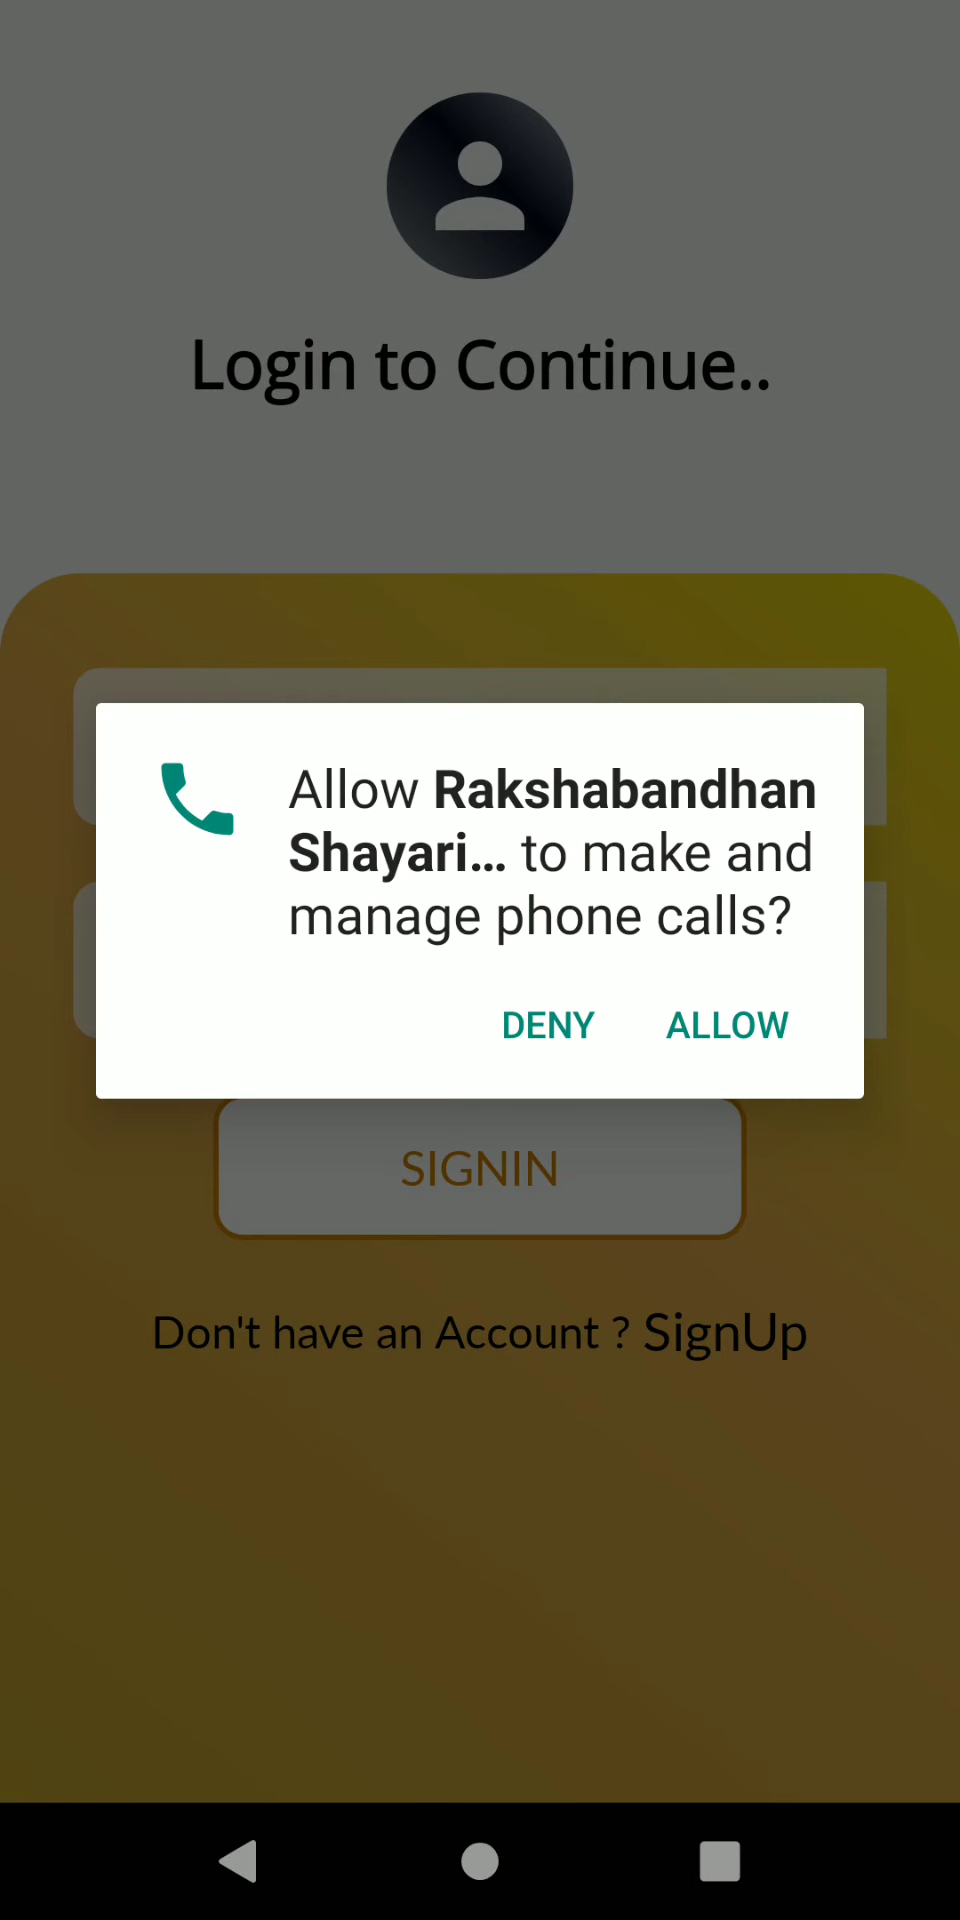 Login to Continue..
Allow Rakshabandhan
Shayari... to make and
manage phone calls?
DENY ALLOW
SIGNIN
Don't have an Account ? SignUp